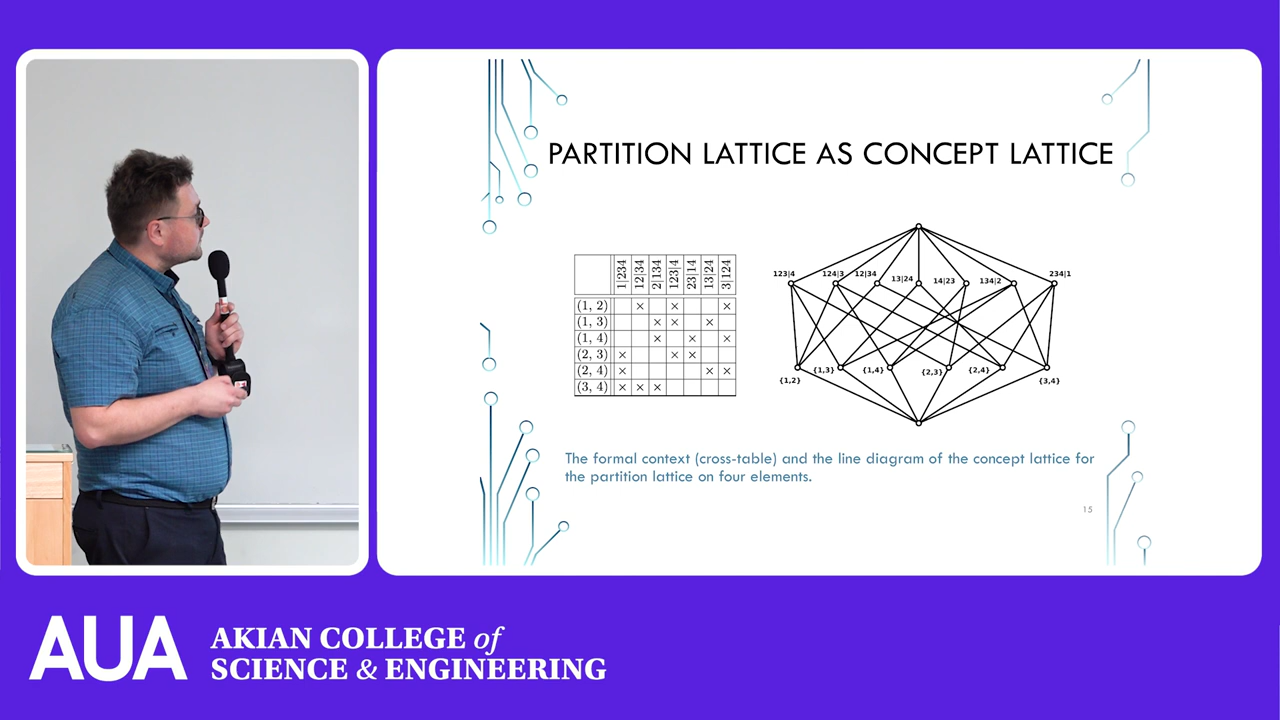 PARTITION LATTICE AS CONCEPT LATTICE
1|234 12|34 2|134 123|4 23|14 13|24 3|124
(1, 2) × × ×
(1, 3) × × ×
(1, 4) × × ×
(2, 3) × × ×
(2, 4) × × ×
(3, 4) × × ×
123|4 124|3 12|34 13|24 14|23 134|2 234|1
{1,2} {1,3} {1,4} {2,3} {2,4} {3,4}
The formal context (cross-table) and the line diagram of the concept lattice for
the partition lattice on four elements.
15
AUA
AKIAN COLLEGE of
SCIENCE & ENGINEERING